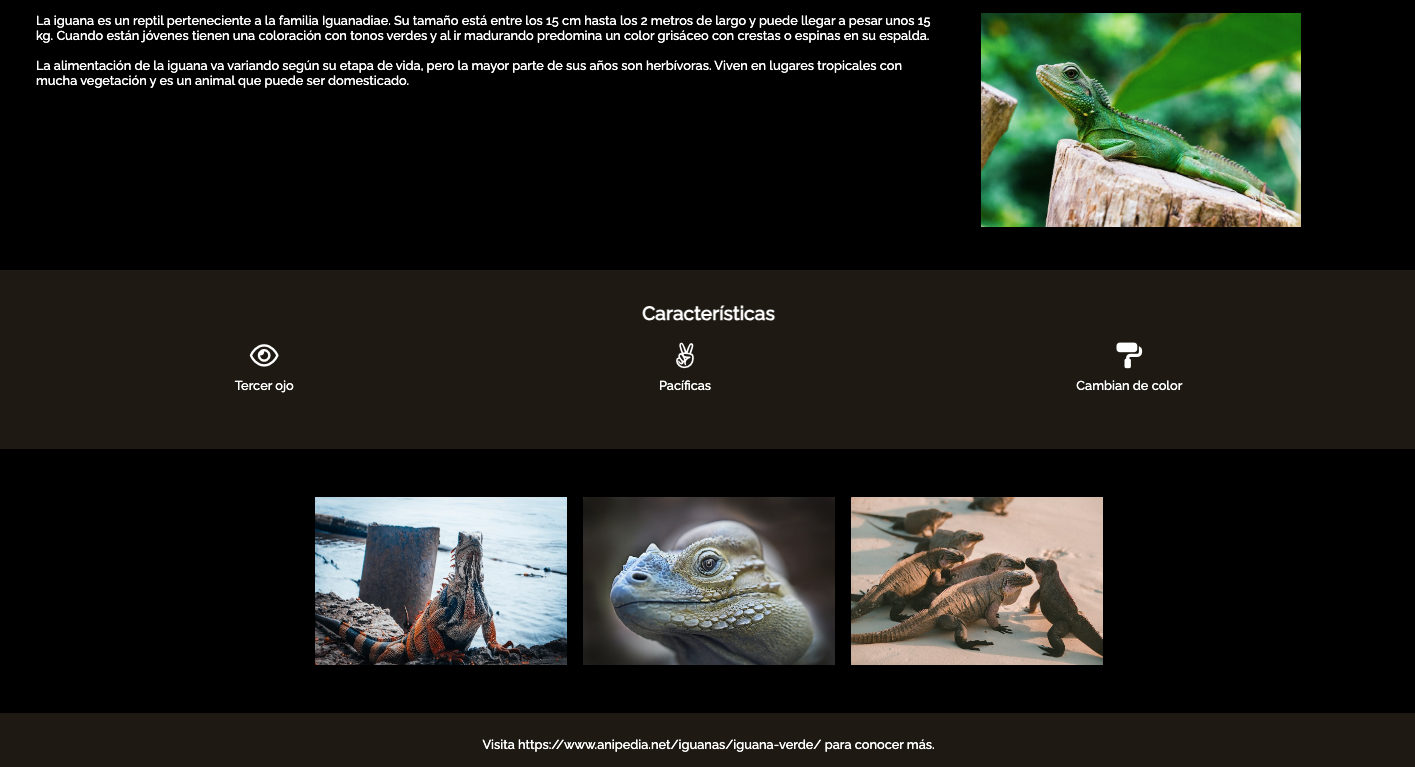 La iguana es un reptil perteneciente a la familia Iguanadiae. Su tamaño está entre los 15 cm hasta los 2 metros de largo y puede llegar a pesar unos 15
kg. Cuando están jóvenes tienen una coloración con tonos verdes y al ir madurando predomina un color grisáceo con crestas o espinas en su espalda.
La alimentación de la iguana va variando según su etapa de vida, pero la mayor parte de sus años son herbívoras. Viven en lugares tropicales con
mucha vegetación y es un animal que puede ser domesticado.
Características
Tercer ojo
Pacíficas
Cambian de color
Visita https://www.anipedia.net/iguanas/iguana-verde/ para conocer más.